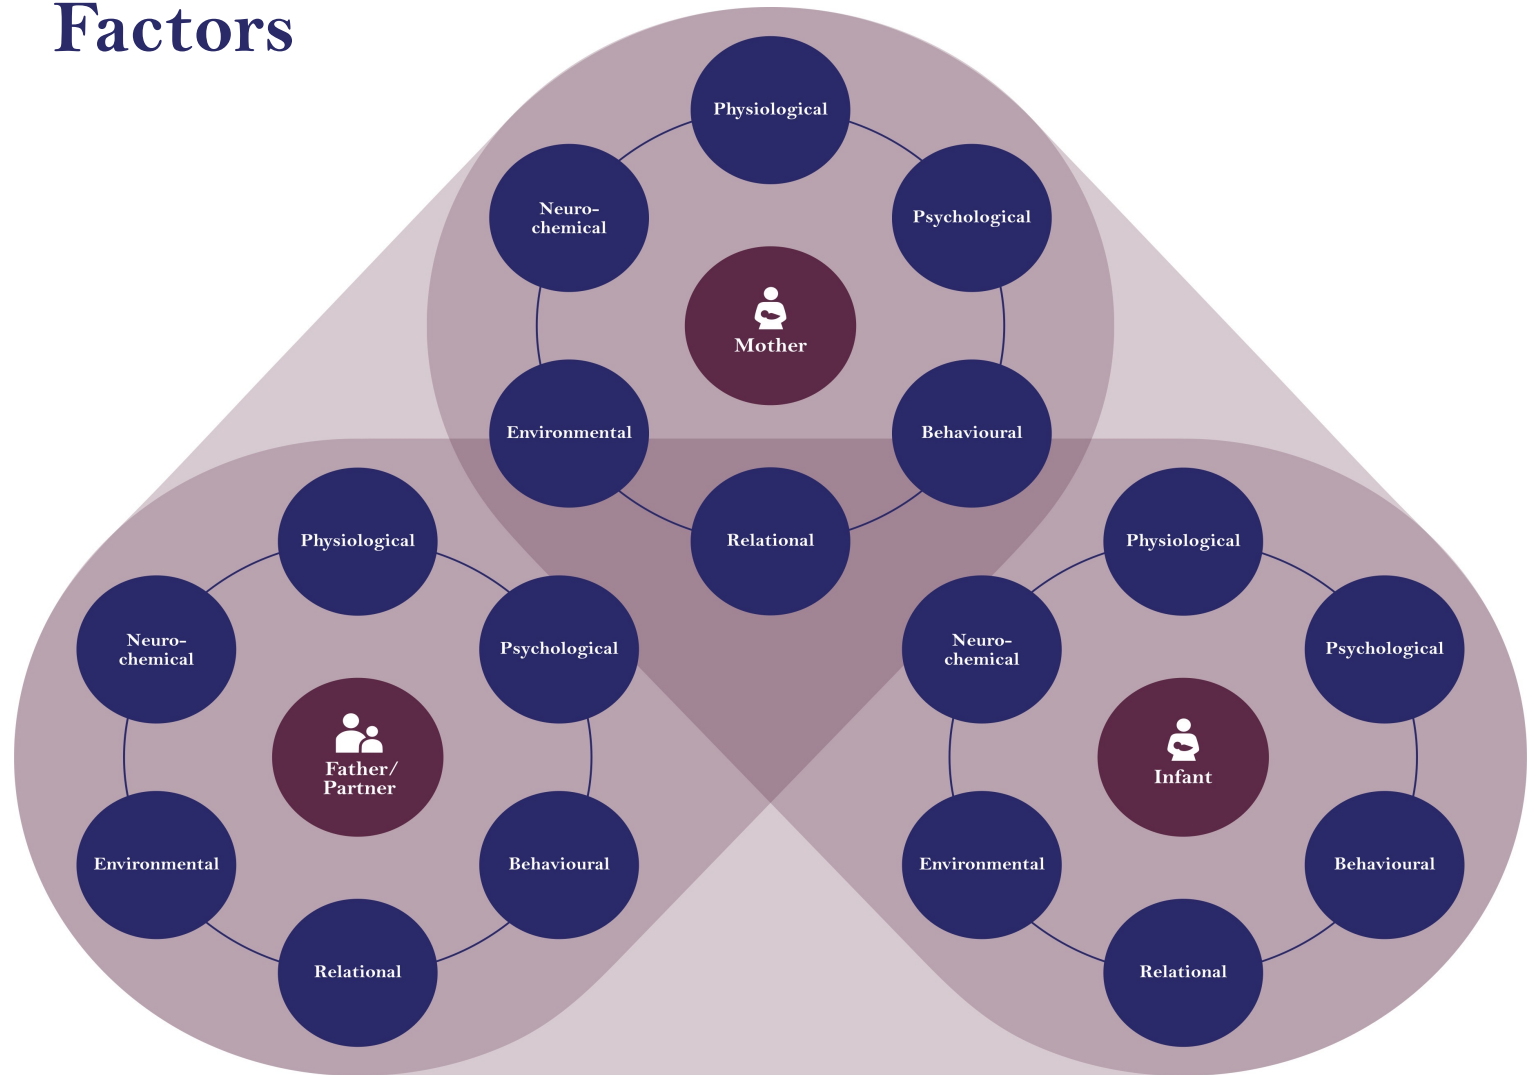 Factors
Physiological
Neuro-
chemical
Psychological
Mother
Environmental
Behavioural
Relational
Physiological
Neuro-
chemical
Psychological
Father/
Partner
Environmental
Behavioural
Relational
Physiological
Neuro-
chemical
Psychological
Infant
Environmental
Behavioural
Relational